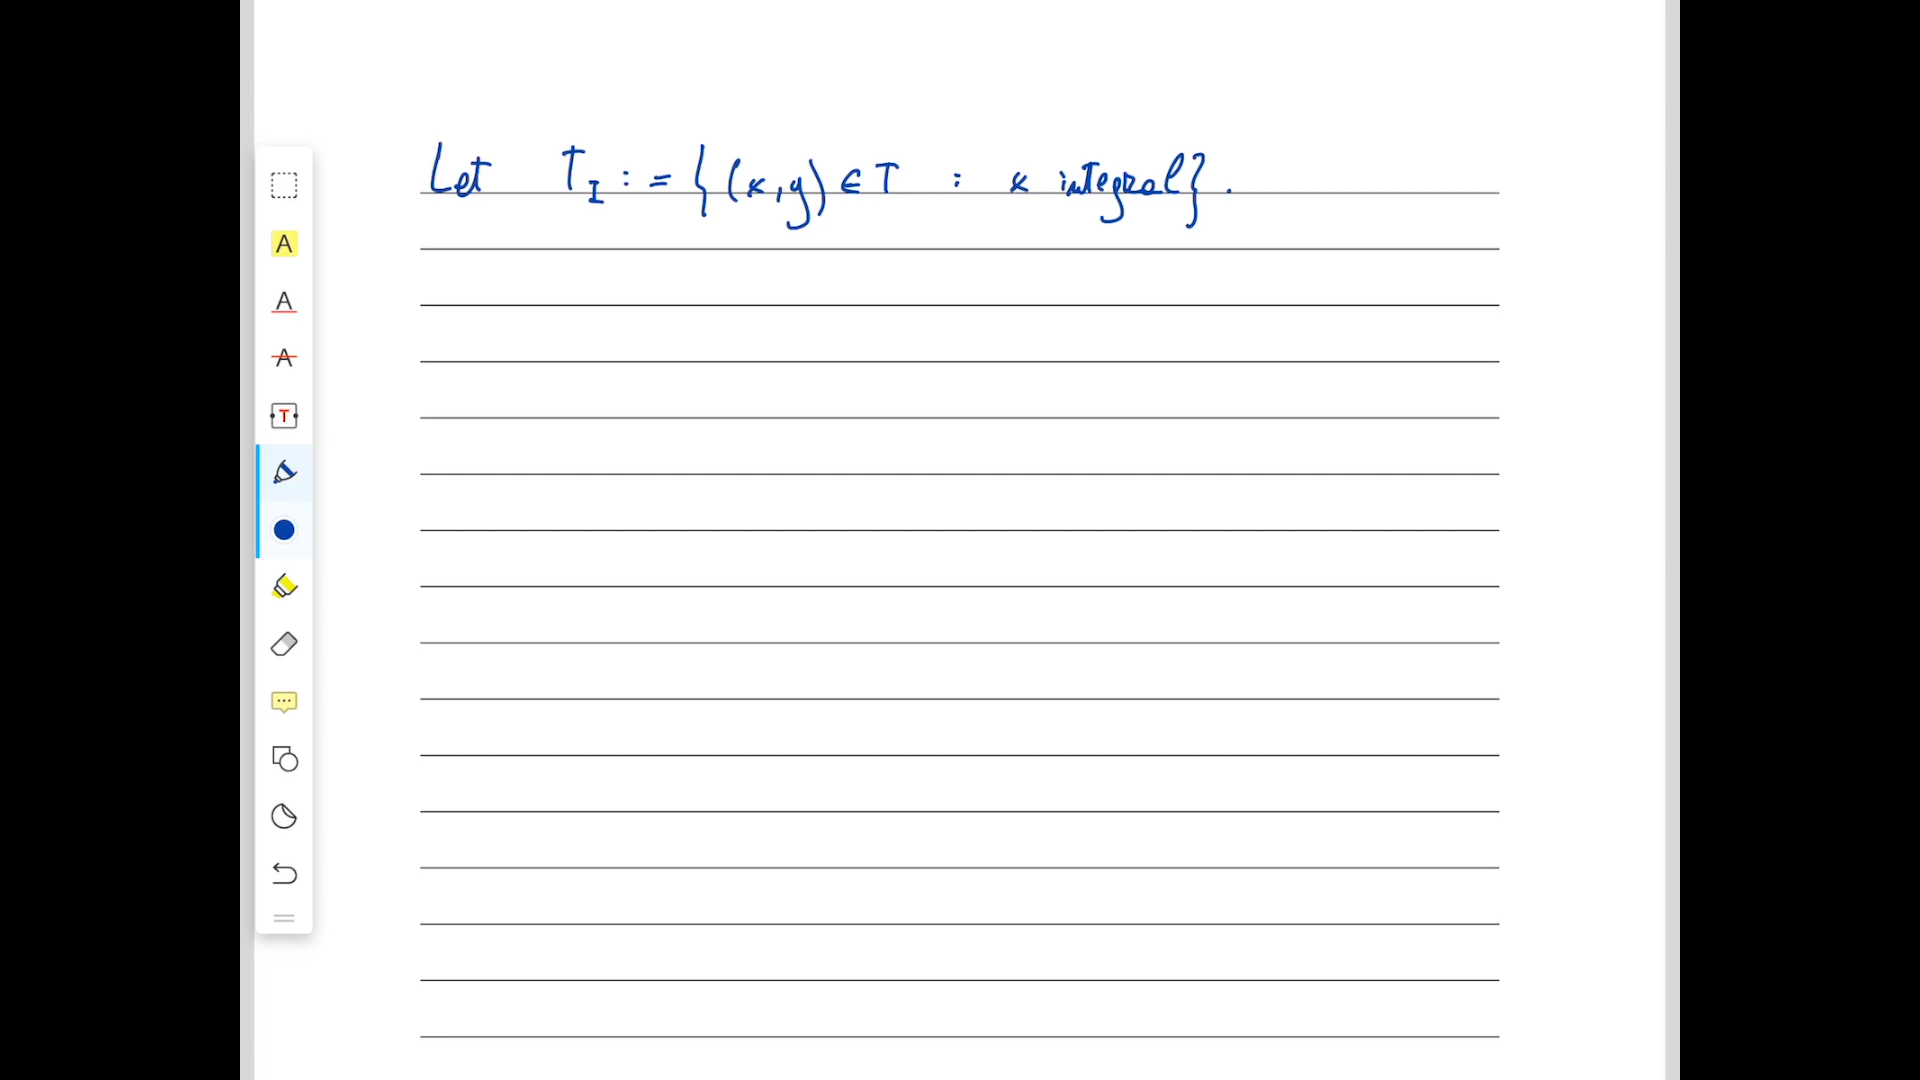 Let T_I := {(x,y) ∈ T : x integral}.
A
A
A
T